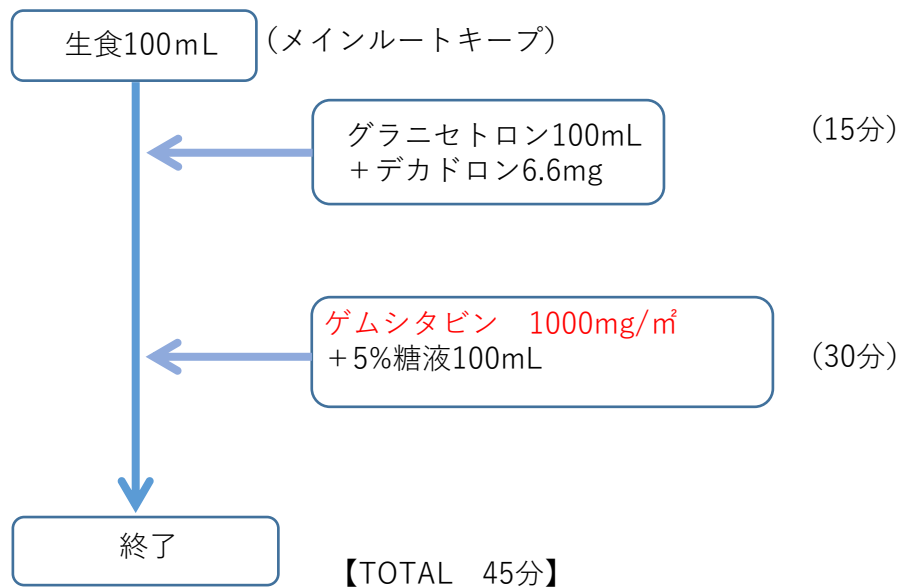 生食100mL
(メインルートキープ)
グラニセトロン100mL
+デカドロン6.6mg
(15分)
ゲムシタビン　1000mg/㎡
+5%糖液100mL
(30分)
終了
【TOTAL　45分】